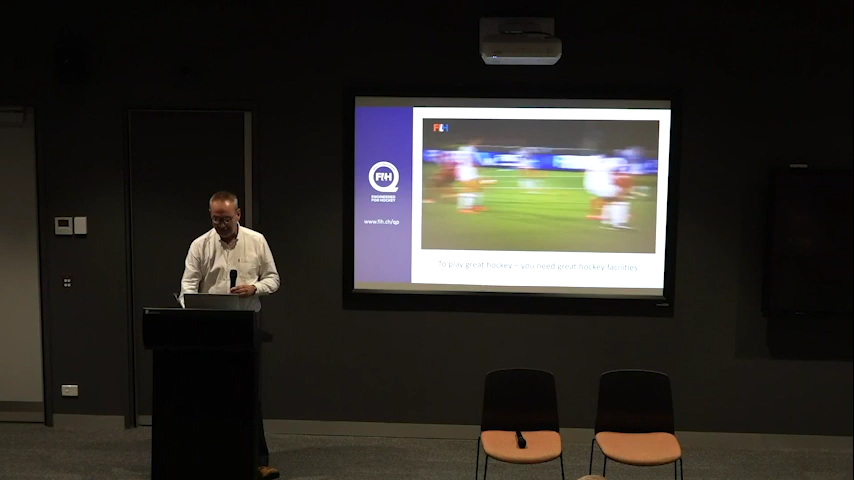 FIH
FIH
ENGINEERED
FOR HOCKEY
www.fih.ch/qp
To play great hockey – you need great hockey facilities